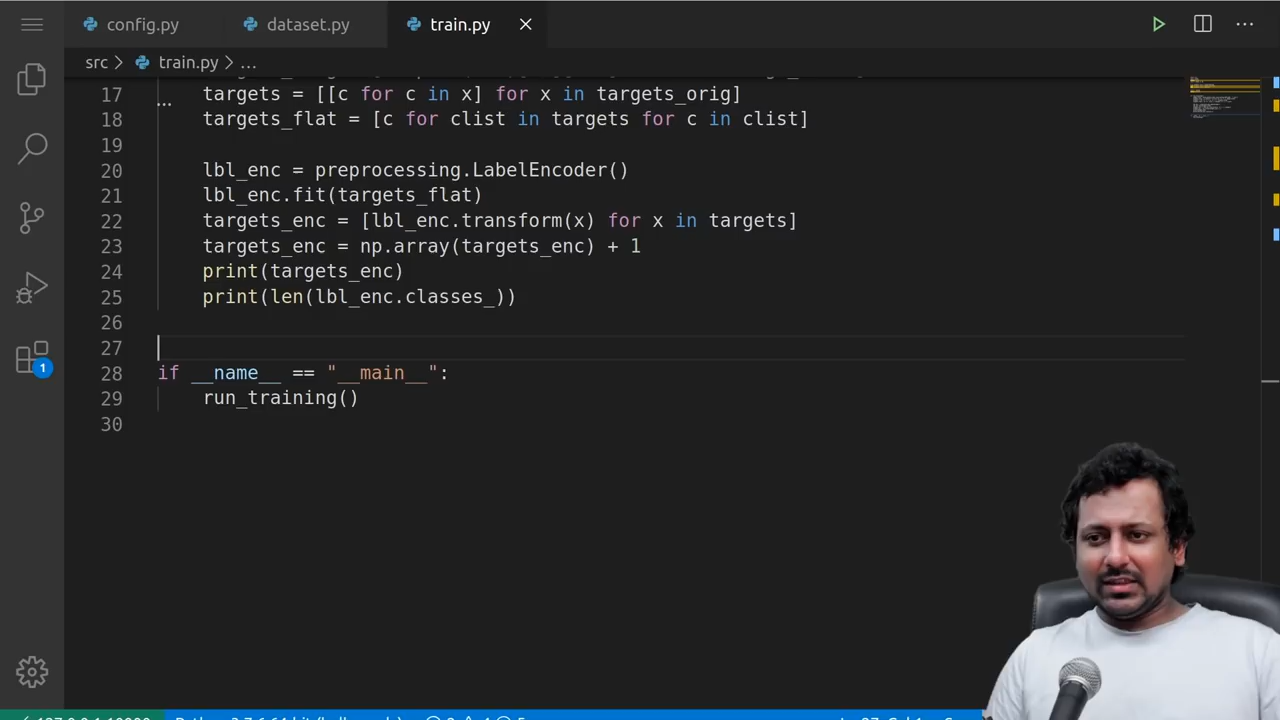 config.py
dataset.py
train.py
src > train.py > ...
17 targets = [[c for c in x] for x in targets_orig]
18 targets_flat = [c for clist in targets for c in clist]
19
20 lbl_enc = preprocessing.LabelEncoder()
21 lbl_enc.fit(targets_flat)
22 targets_enc = [lbl_enc.transform(x) for x in targets]
23 targets_enc = np.array(targets_enc) + 1
24 print(targets_enc)
25 print(len(lbl_enc.classes_))
26
27
28 if __name__ == "__main__":
29 run_training()
30
1